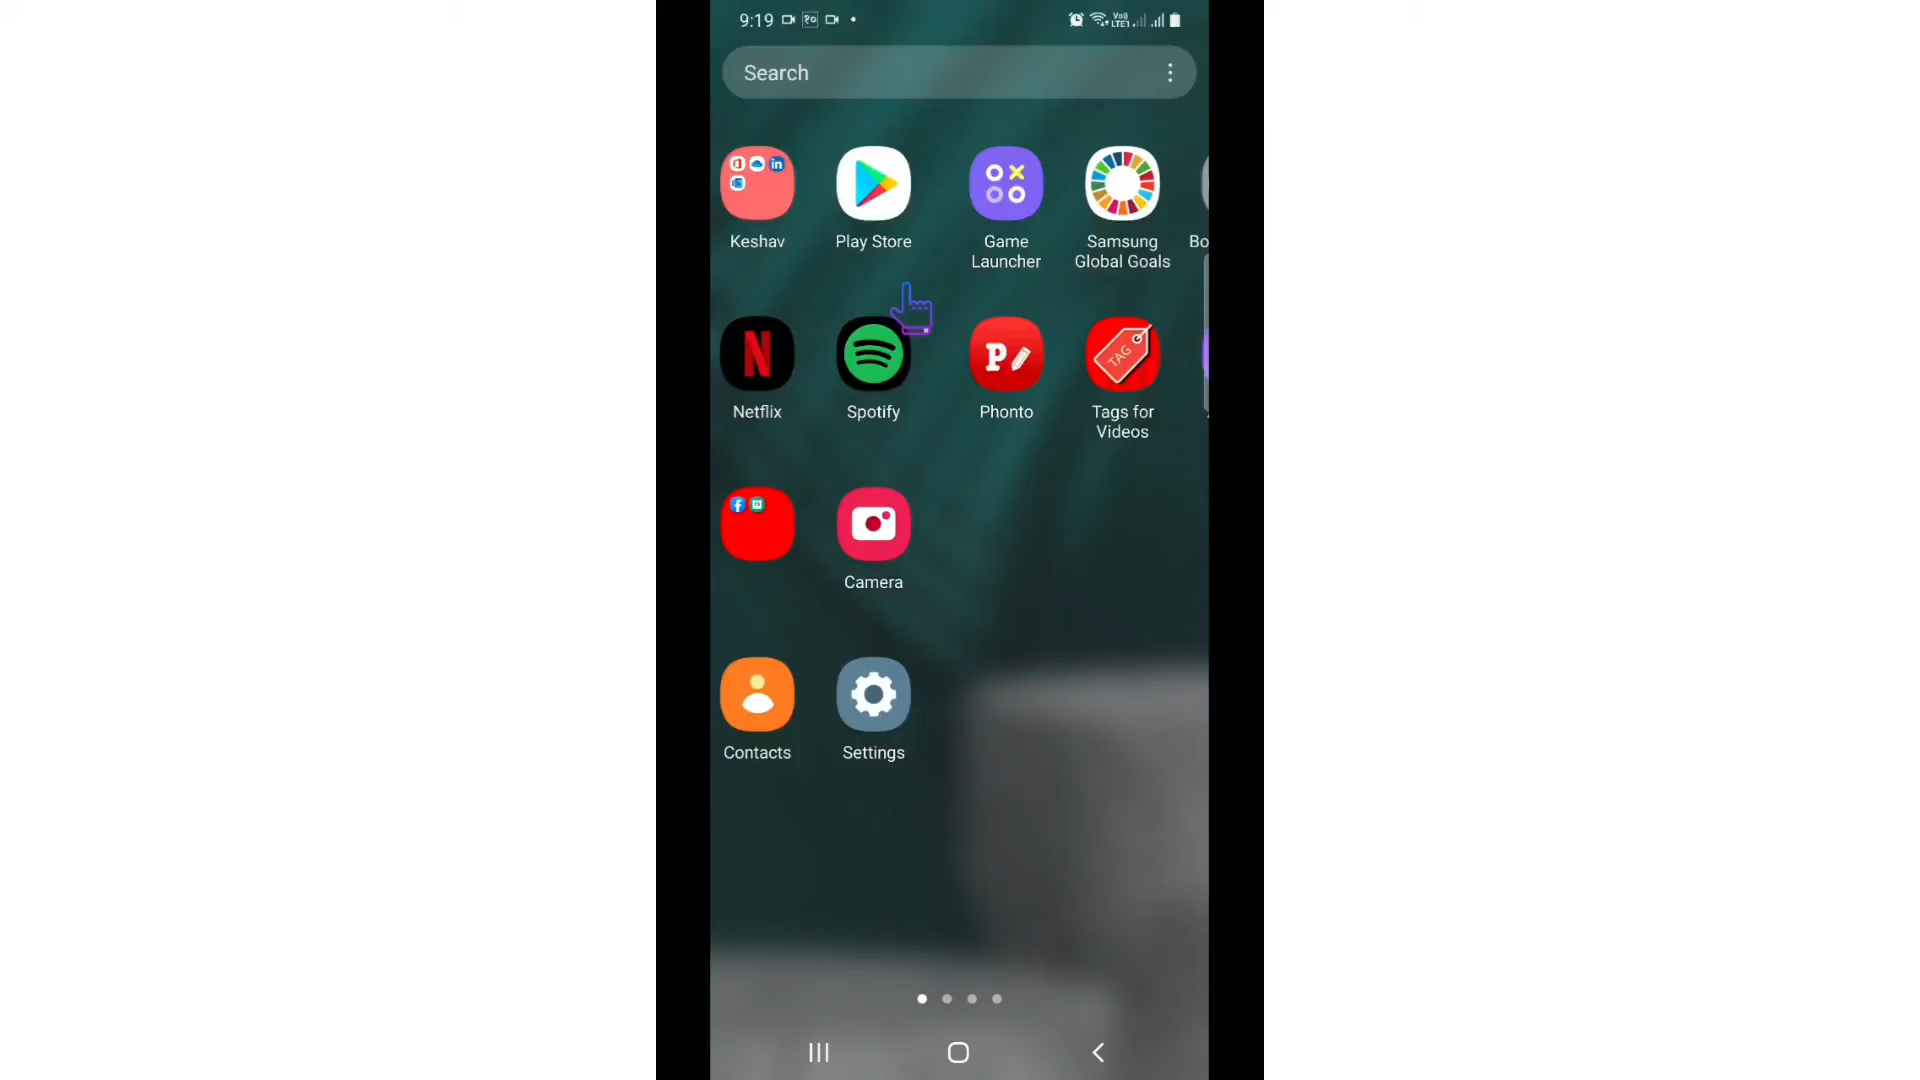 9:19
Search
Keshav
Play Store
Game
Launcher
Samsung
Global Goals
Bo
Netflix
Spotify
Phonto
TAG
Tags for
Videos
Camera
Contacts
Settings